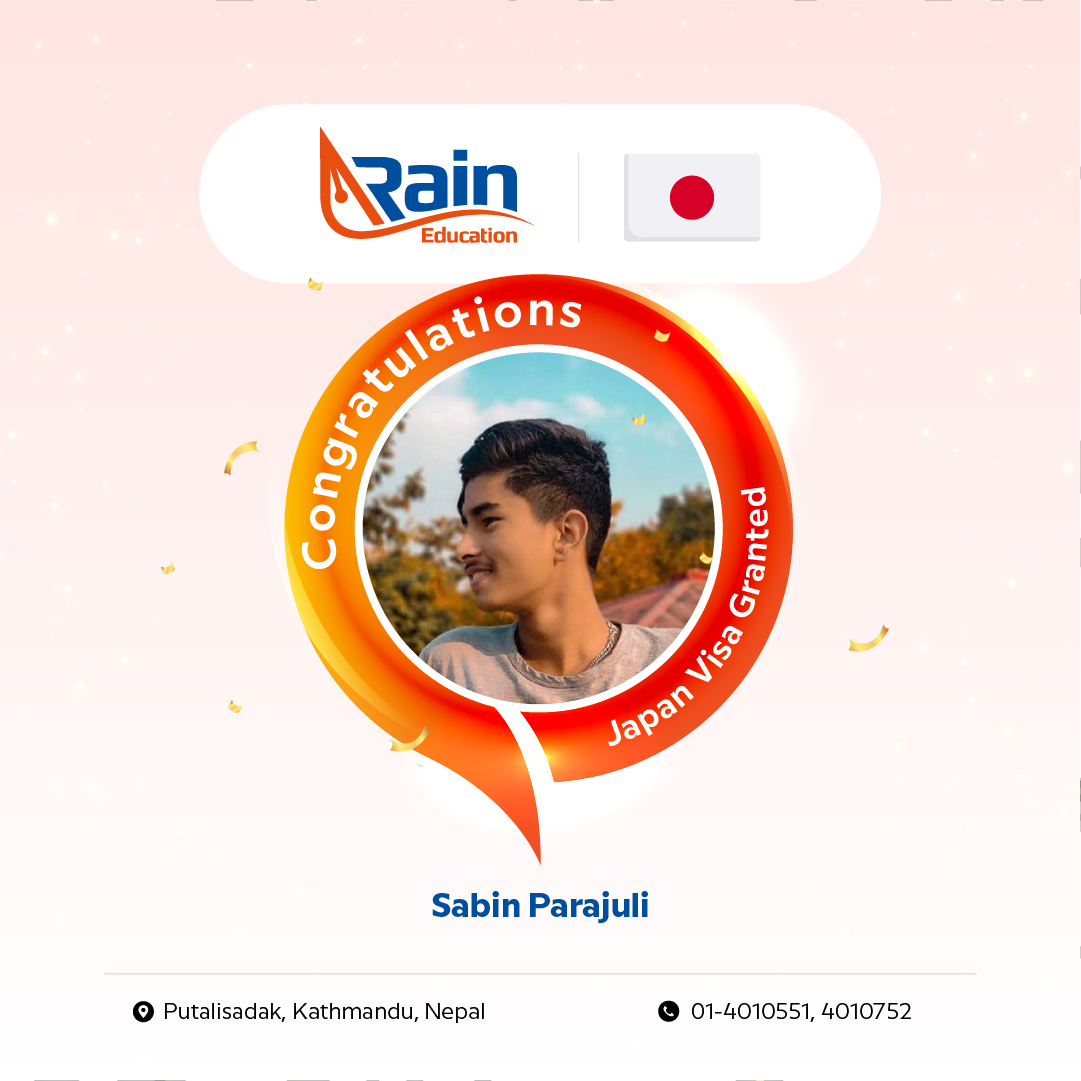 Rain
Education
Congratulations
Japan Visa Granted
Sabin Parajuli
Putalisadak, Kathmandu, Nepal
01-4010551, 4010752